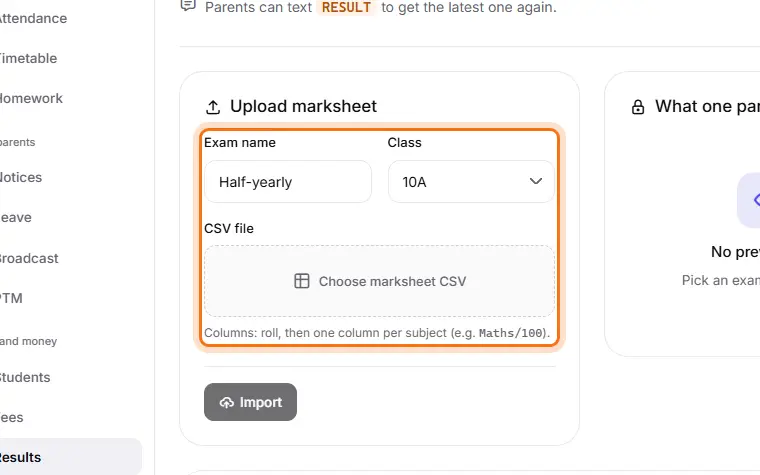 Attendance
Timetable
Homework
parents
Notices
Leave
Broadcast
PTM
and money
Students
Fees
Results
Parents can text RESULT to get the latest one again.
Upload marksheet
Exam name
Class
Half-yearly
10A
CSV file
Choose marksheet CSV
Columns: roll, then one column per subject (e.g. Maths/100).
Import
What one par
No prev
Pick an exam